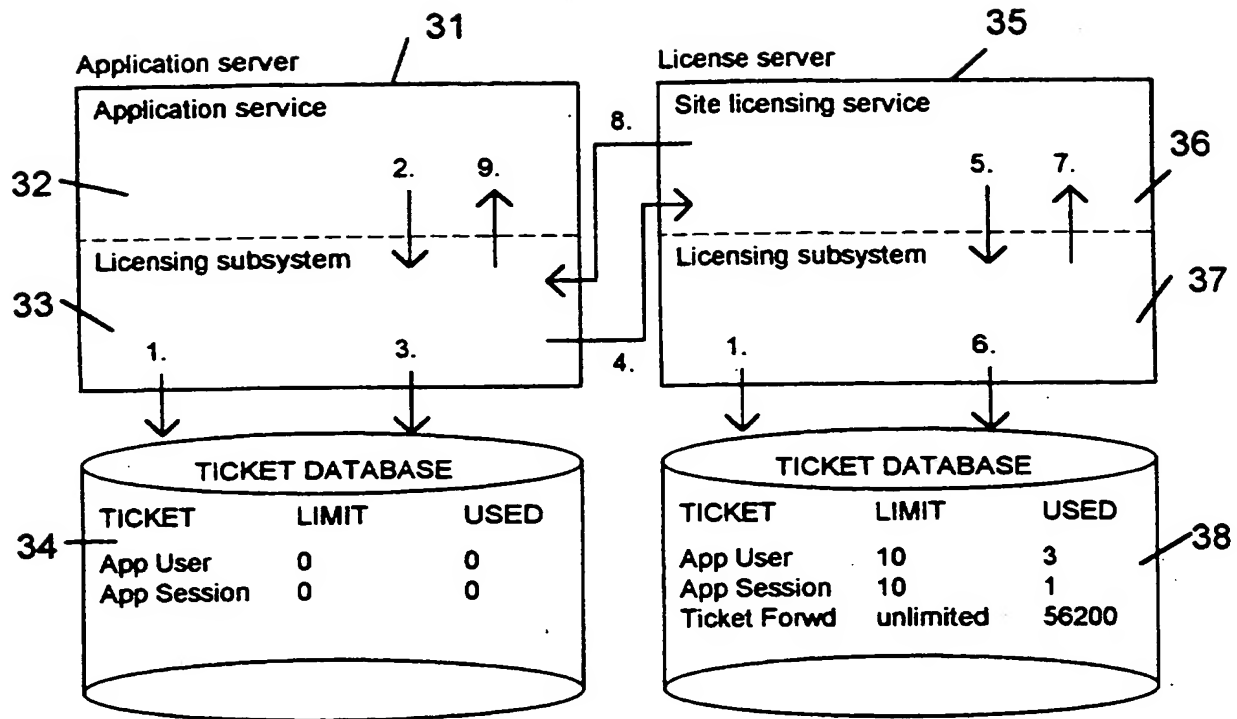 31
35
Application server
License server
Application service
Site licensing service
8.
32
2.
9.
5.
7.
36
Licensing subsystem
Licensing subsystem
33
37
1.
3.
4.
1.
6.
TICKET DATABASE
TICKET LIMIT USED
34
App User 0 0
App Session 0 0
TICKET DATABASE
TICKET LIMIT USED
38
App User 10 3
App Session 10 1
Ticket Forwd unlimited 56200